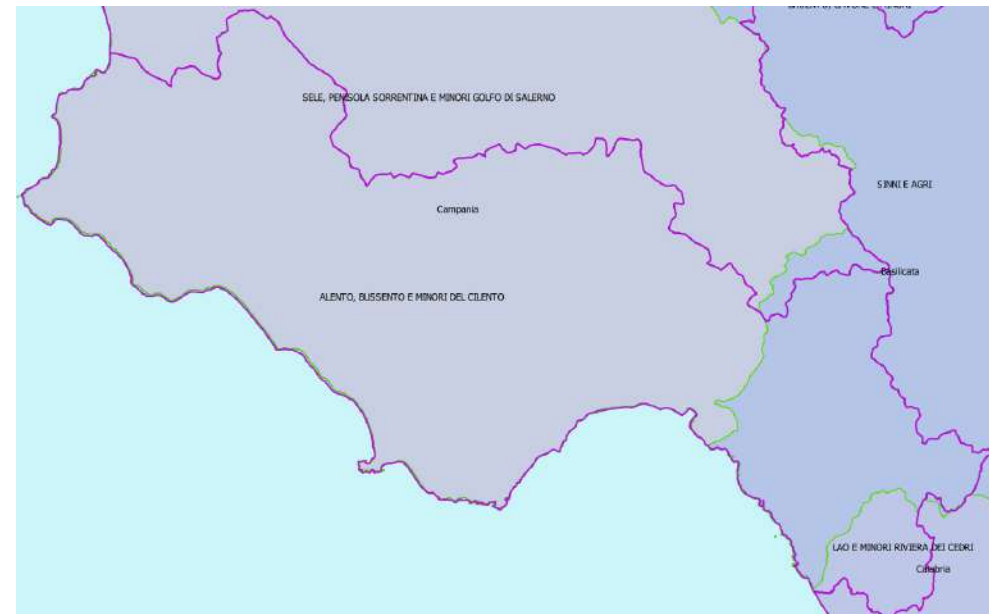 SELE, PENISOLA SORRENTINA E MINORI GOLFO DI SALERNO
SINNI E AGRI
Campania
Basilicata
ALENTO, BUSSENTO E MINORI DEL CILENTO
LAO E MINORI RIVIERA DEI CEDRI
Calabria